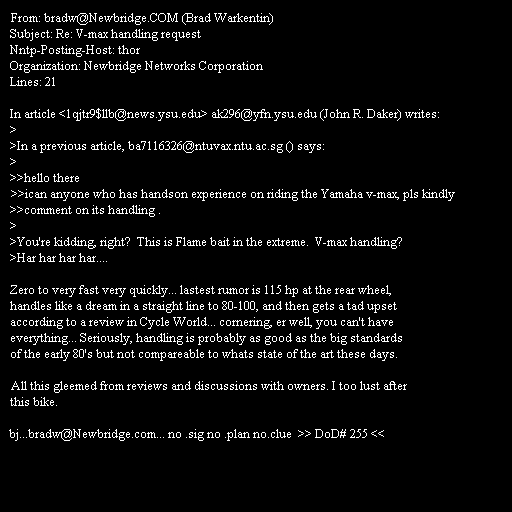 From: bradw@Newbridge.COM (Brad Warkentin)
Subject: Re: V-max handling request
Nntp-Posting-Host: thor
Organization: Newbridge Networks Corporation
Lines: 21

In article <1qjtr9$llb@news.ysu.edu> ak296@yfn.ysu.edu (John R. Daker) writes:
>
>In a previous article, ba7116326@ntuvax.ntu.ac.sg () says:
>
>>hello there
>>ican anyone who has handson experience on riding the Yamaha v-max, pls kindly
>>comment on its handling .
>
>You're kidding, right?  This is Flame bait in the extreme.  V-max handling?
>Har har har har....

Zero to very fast very quickly... lastest rumor is 115 hp at the rear wheel,
handles like a dream in a straight line to 80-100, and then gets a tad upset
according to a review in Cycle World... cornering, er well, you can't have
everything... Seriously, handling is probably as good as the big standards
of the early 80's but not compareable to whats state of the art these days.

All this gleemed from reviews and discussions with owners. I too lust after
this bike.

bj...bradw@Newbridge.com... no .sig no .plan no.clue  >> DoD# 255 <<